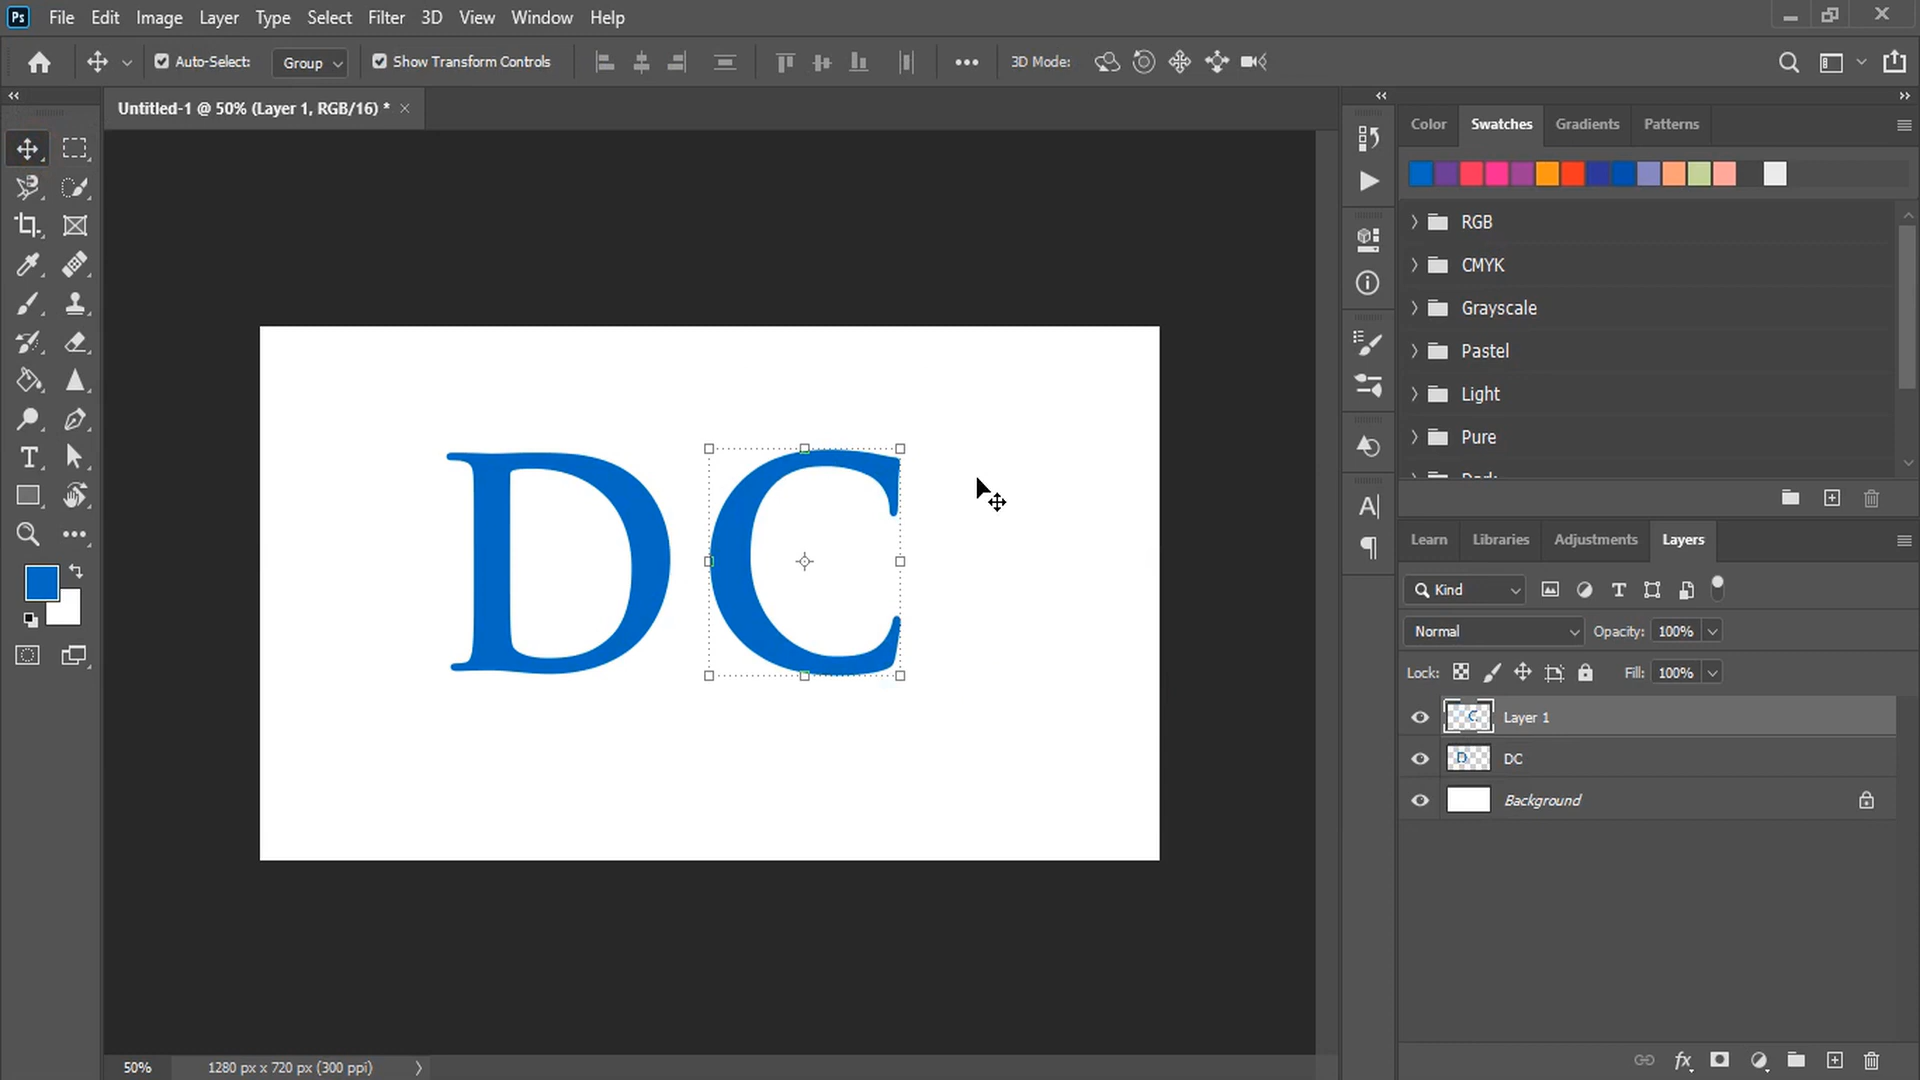 Ps File Edit Image Layer Type Select Filter 3D View Window Help
Auto-Select: Group Show Transform Controls 3D Mode:
Untitled-1 @ 50% (Layer 1, RGB/16) *
Color Swatches Gradients Patterns
RGB
CMYK
Grayscale
Pastel
Light
Pure
DC
Learn Libraries Adjustments Layers
Kind
Normal Opacity: 100%
Lock: Fill: 100%
Layer 1
DC
Background
50% 1280 px x 720 px (300 ppi)